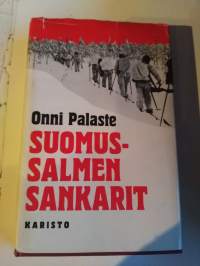 Onni Palaste
SUOMUS-
SALMEN
SANKARIT
KARISTO